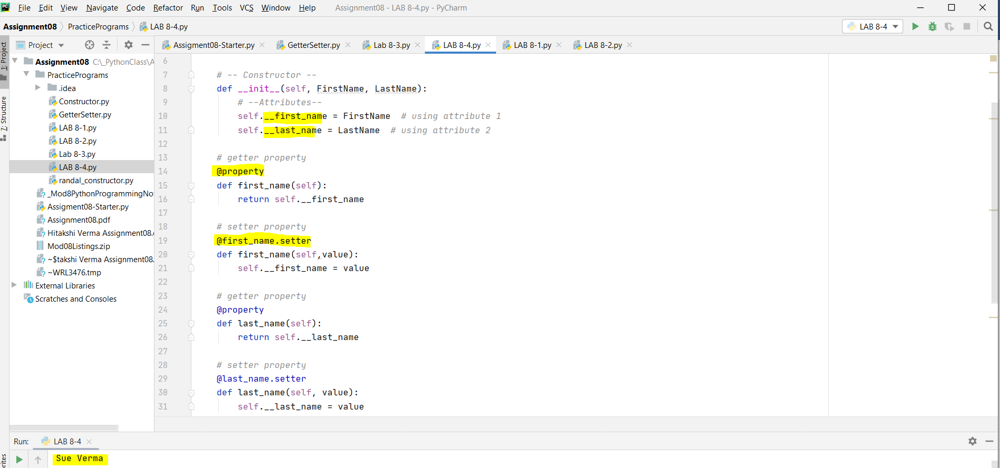 PC File Edit View Navigate Code Refactor Run Tools VCS Window Help Assignment08 - LAB 8-4.py - PyCharm
Assignment08 PracticePrograms LAB 8-4.py LAB 8-4
1: Project
7: Structure
Project
Assignment08 C:\_PythonClass\A
PracticePrograms
.idea
Constructor.py
GetterSetter.py
LAB 8-1.py
LAB 8-2.py
Lab 8-3.py
LAB 8-4.py
randal_constructor.py
_Mod8PythonProgrammingNo
Assigment08-Starter.py
Assignment08.pdf
Hitakshi Verma Assignment08.
Mod08Listings.zip
~$takshi Verma Assignment08.
~WRL3476.tmp
External Libraries
Scratches and Consoles
Assigment08-Starter.py GetterSetter.py Lab 8-3.py LAB 8-4.py LAB 8-1.py LAB 8-2.py
6
7 # -- Constructor --
8 def __init__(self, FirstName, LastName):
9 # --Attributes--
10 self.__first_name = FirstName # using attribute 1
11 self.__last_name = LastName # using attribute 2
12
13 # getter property
14 @property
15 def first_name(self):
16 return self.__first_name
17
18 # setter property
19 @first_name.setter
20 def first_name(self,value):
21 self.__first_name = value
22
23 # getter property
24 @property
25 def last_name(self):
26 return self.__last_name
27
28 # setter property
29 @last_name.setter
30 def last_name(self, value):
31 self.__last_name = value
Run: LAB 8-4
Sue Verma